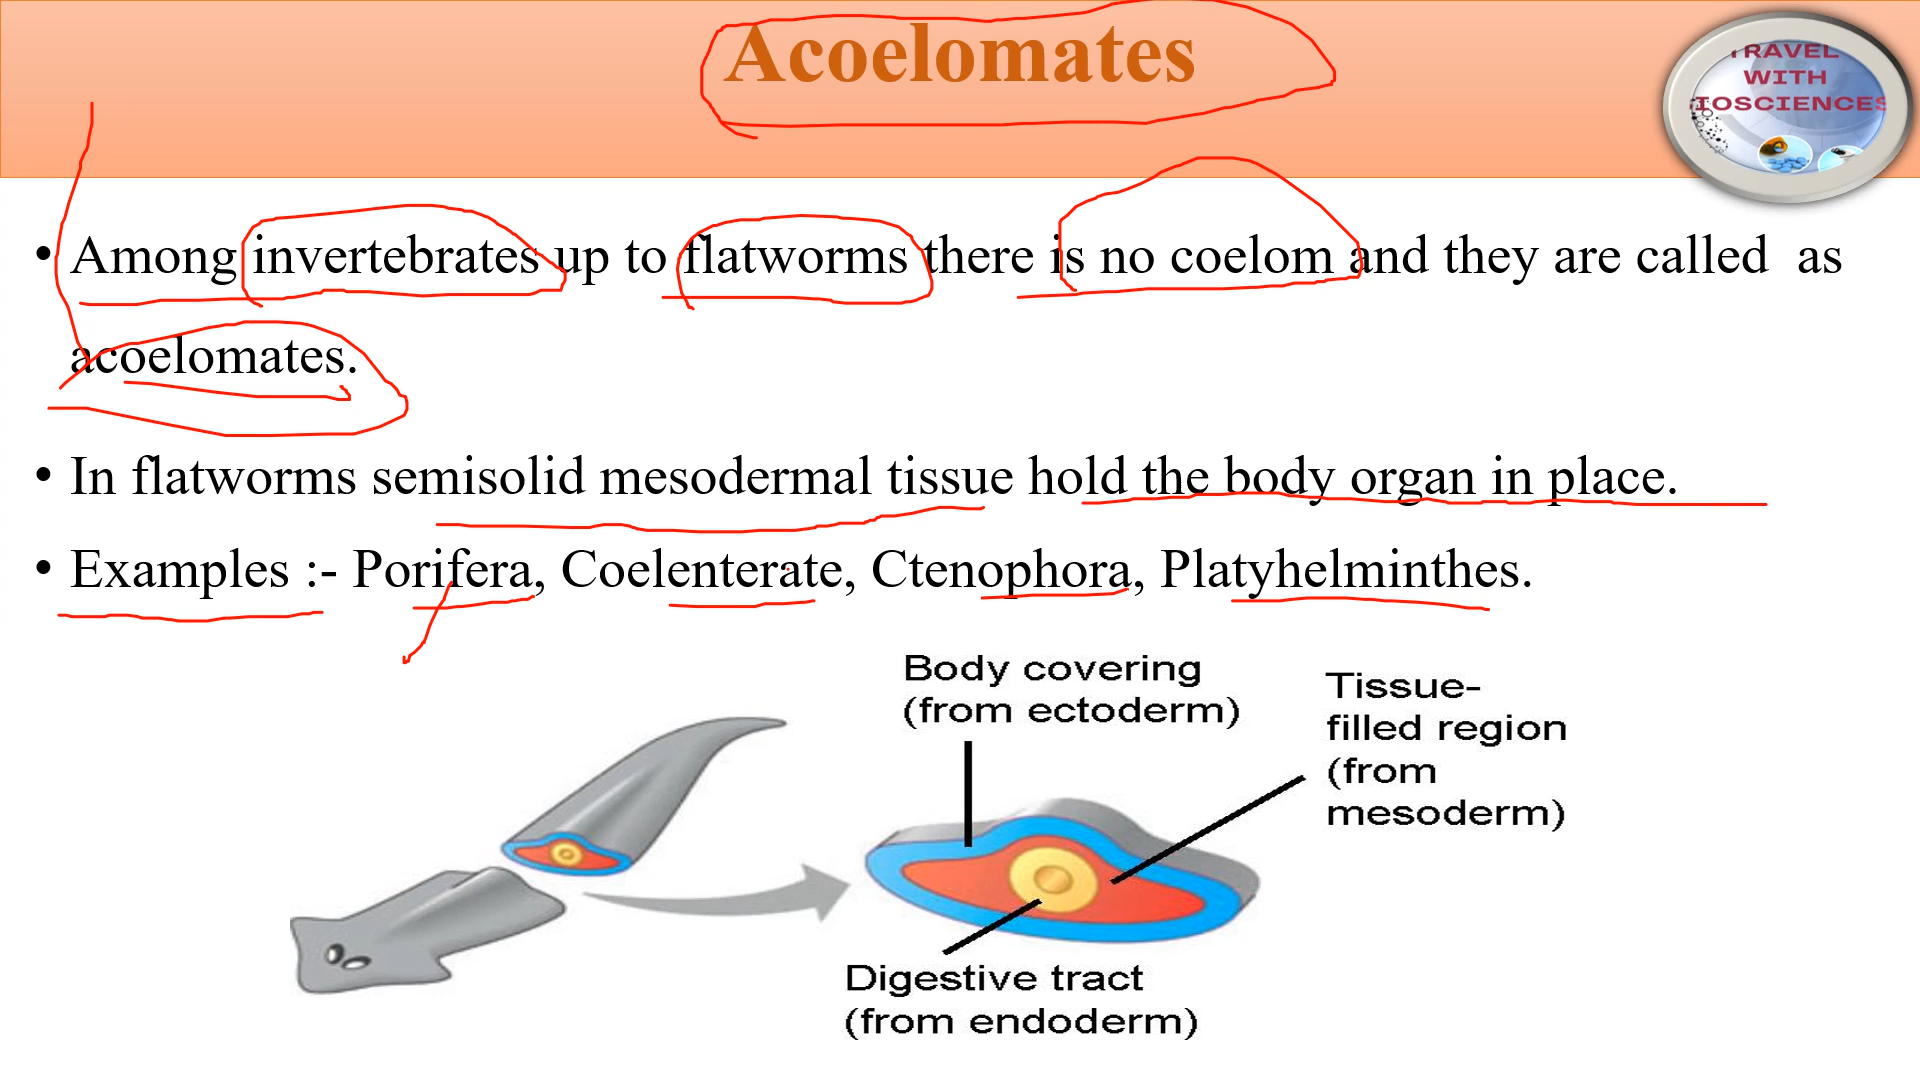 Acoelomates
TRAVEL
WITH
IOSCIENCES
• Among invertebrates up to flatworms there is no coelom and they are called as
acoelomates.
• In flatworms semisolid mesodermal tissue hold the body organ in place.
• Examples :- Porifera, Coelenterate, Ctenophora, Platyhelminthes.
Body covering
(from ectoderm)
Tissue-
filled region
(from
mesoderm)
Digestive tract
(from endoderm)